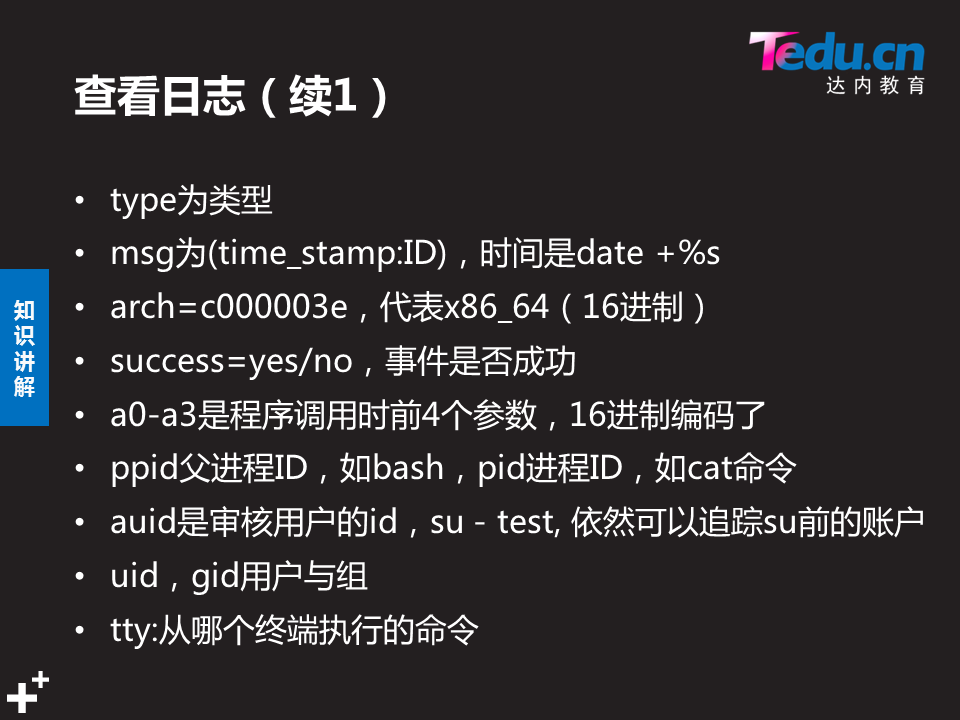 Tedu.cn
达内教育
查看日志（续1）
• type为类型
• msg为(time_stamp:ID)，时间是date +%s
• arch=c000003e，代表x86_64（16进制）
• success=yes/no，事件是否成功
• a0-a3是程序调用时前4个参数，16进制编码了
• ppid父进程ID，如bash，pid进程ID，如cat命令
• auid是审核用户的id，su - test, 依然可以追踪su前的账户
• uid，gid用户与组
• tty:从哪个终端执行的命令
知
识
讲
解